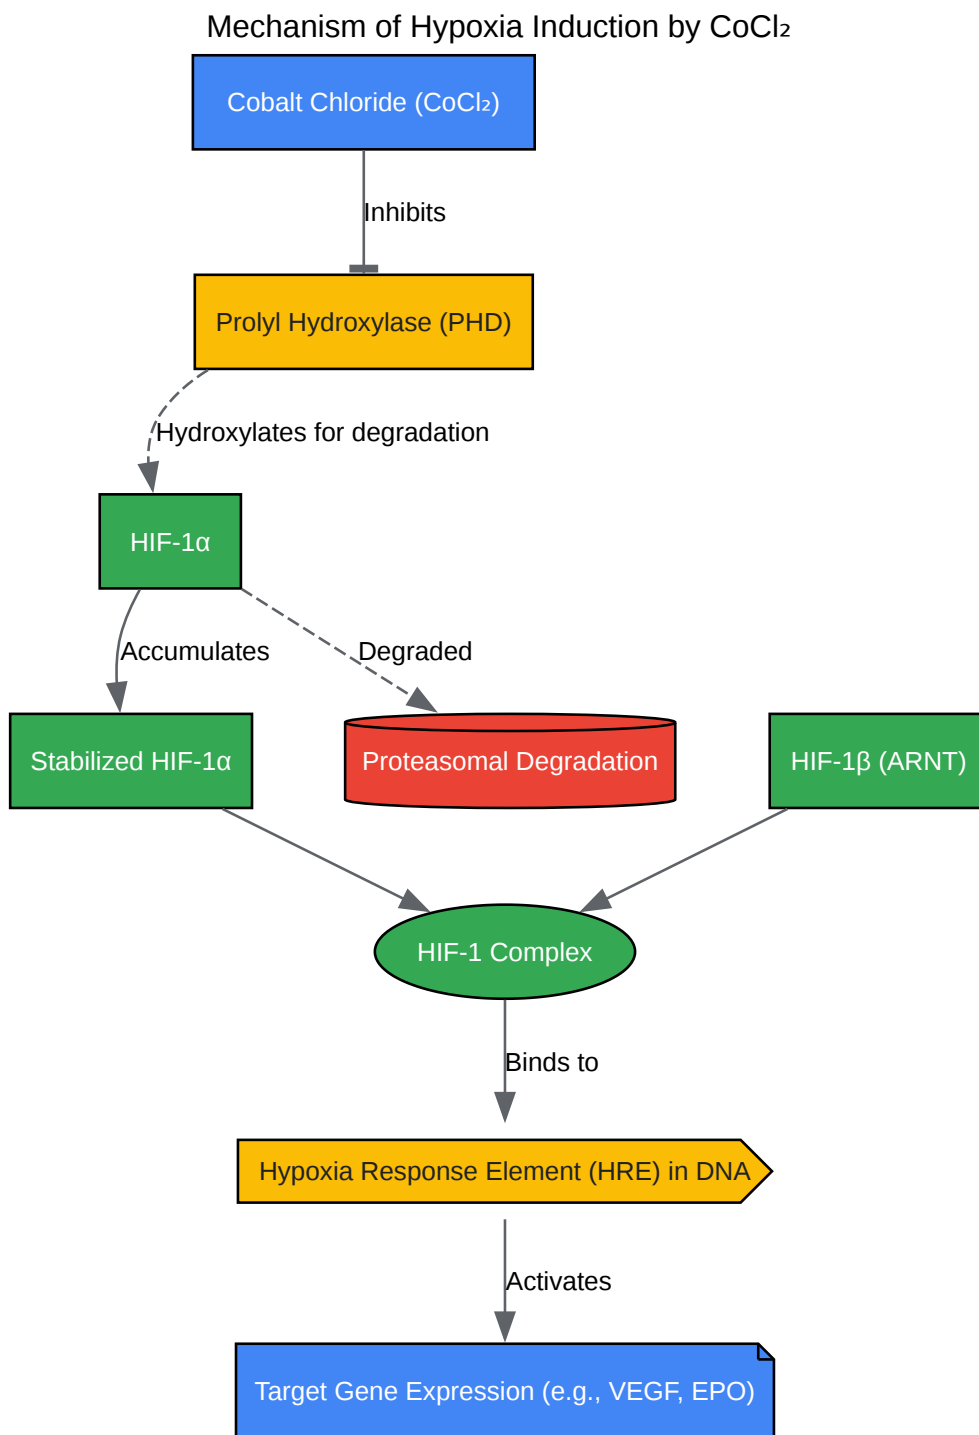 Mechanism of Hypoxia Induction by CoCl₂
Cobalt Chloride (CoCl₂)
Inhibits
Prolyl Hydroxylase (PHD)
Hydroxylates for degradation
HIF-1α
Accumulates
Degraded
Stabilized HIF-1α
Proteasomal Degradation
HIF-1β (ARNT)
HIF-1 Complex
Binds to
Hypoxia Response Element (HRE) in DNA
Activates
Target Gene Expression (e.g., VEGF, EPO)